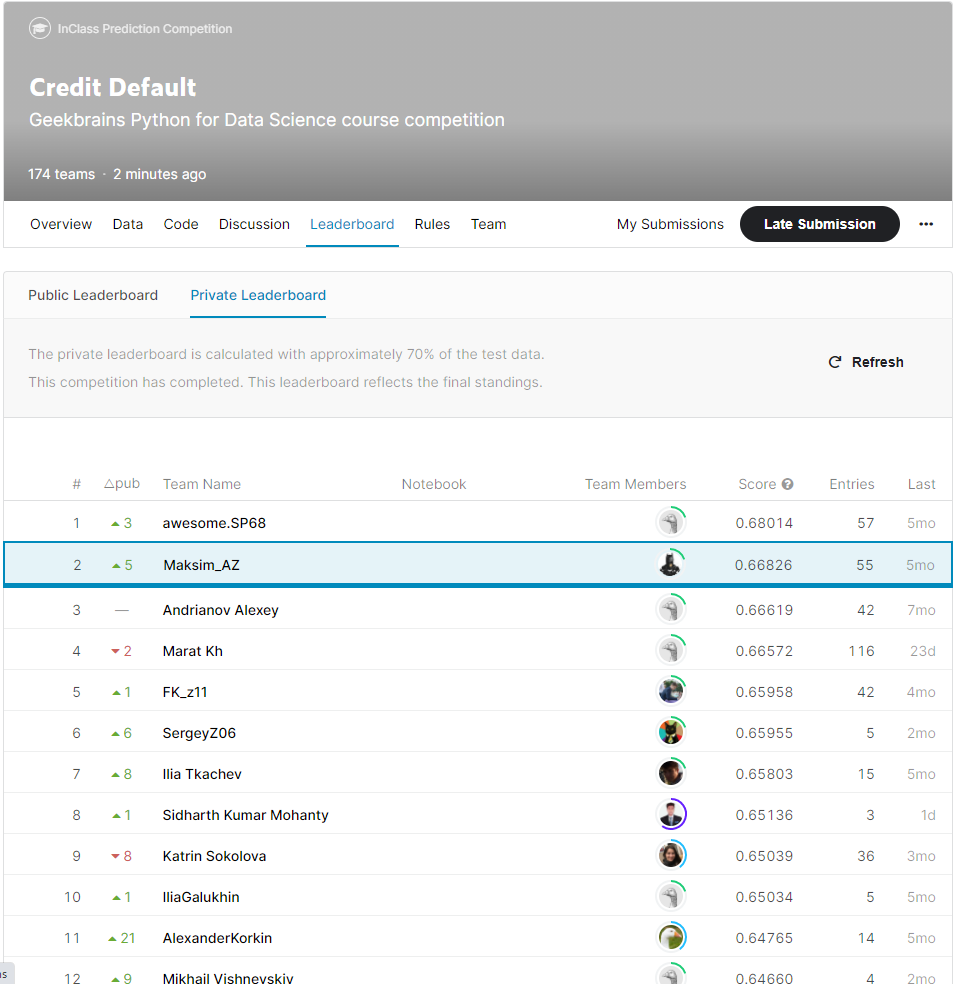 InClass Prediction Competition
Credit Default
Geekbrains Python for Data Science course competition
174 teams · 2 minutes ago
Overview Data Code Discussion Leaderboard Rules Team My Submissions Late Submission ···
Public Leaderboard Private Leaderboard
The private leaderboard is calculated with approximately 70% of the test data.
This competition has completed. This leaderboard reflects the final standings.
Refresh
# △pub Team Name Notebook Team Members Score ? Entries Last
1 ▲ 3 awesome.SP68 0.68014 57 5mo
2 ▲ 5 Maksim_AZ 0.66826 55 5mo
3 — Andrianov Alexey 0.66619 42 7mo
4 ▼ 2 Marat Kh 0.66572 116 23d
5 ▲ 1 FK_z11 0.65958 42 4mo
6 ▲ 6 SergeyZ06 0.65955 5 2mo
7 ▲ 8 Ilia Tkachev 0.65803 15 5mo
8 ▲ 1 Sidharth Kumar Mohanty 0.65136 3 1d
9 ▼ 8 Katrin Sokolova 0.65039 36 3mo
10 ▲ 1 IliaGalukhin 0.65034 5 5mo
11 ▲ 21 AlexanderKorkin 0.64765 14 5mo
12 ▲ 9 Mikhail Vishnevskiy 0.64660 4 2mo